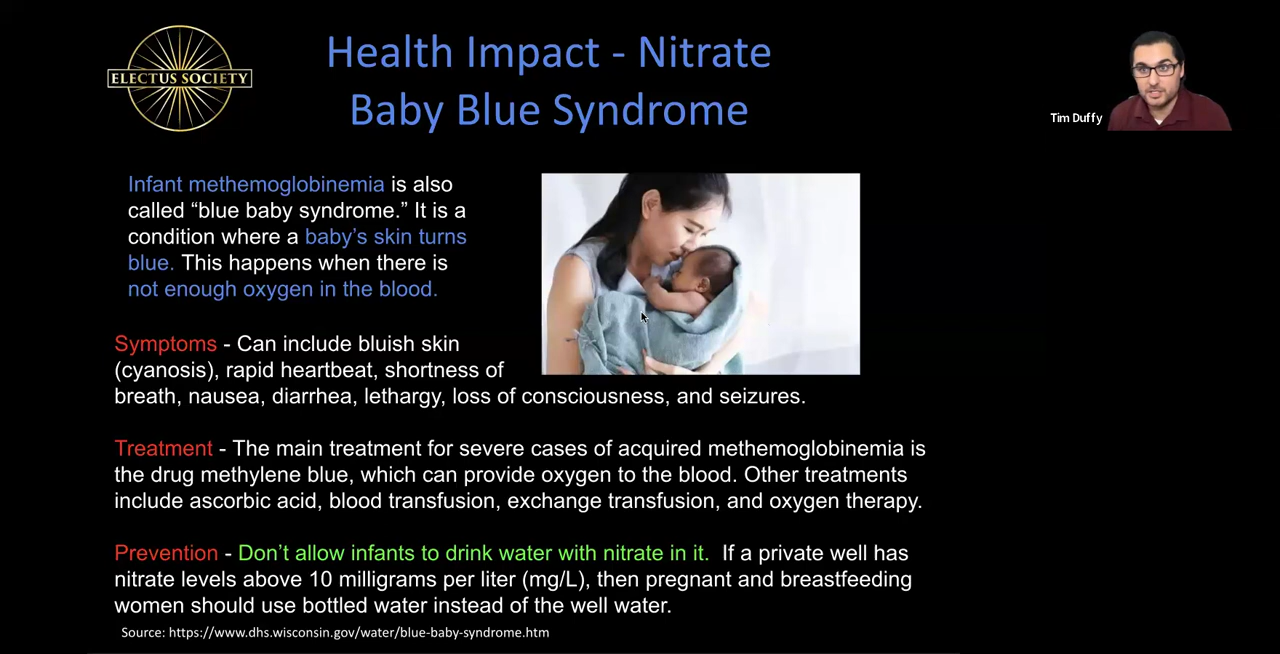 ELECTUS SOCIETY
Health Impact - Nitrate
Baby Blue Syndrome
Tim Duffy
Infant methemoglobinemia is also
called “blue baby syndrome.” It is a
condition where a baby’s skin turns
blue. This happens when there is
not enough oxygen in the blood.
Symptoms - Can include bluish skin
(cyanosis), rapid heartbeat, shortness of
breath, nausea, diarrhea, lethargy, loss of consciousness, and seizures.
Treatment - The main treatment for severe cases of acquired methemoglobinemia is
the drug methylene blue, which can provide oxygen to the blood. Other treatments
include ascorbic acid, blood transfusion, exchange transfusion, and oxygen therapy.
Prevention - Don’t allow infants to drink water with nitrate in it. If a private well has
nitrate levels above 10 milligrams per liter (mg/L), then pregnant and breastfeeding
women should use bottled water instead of the well water.
Source: https://www.dhs.wisconsin.gov/water/blue-baby-syndrome.htm